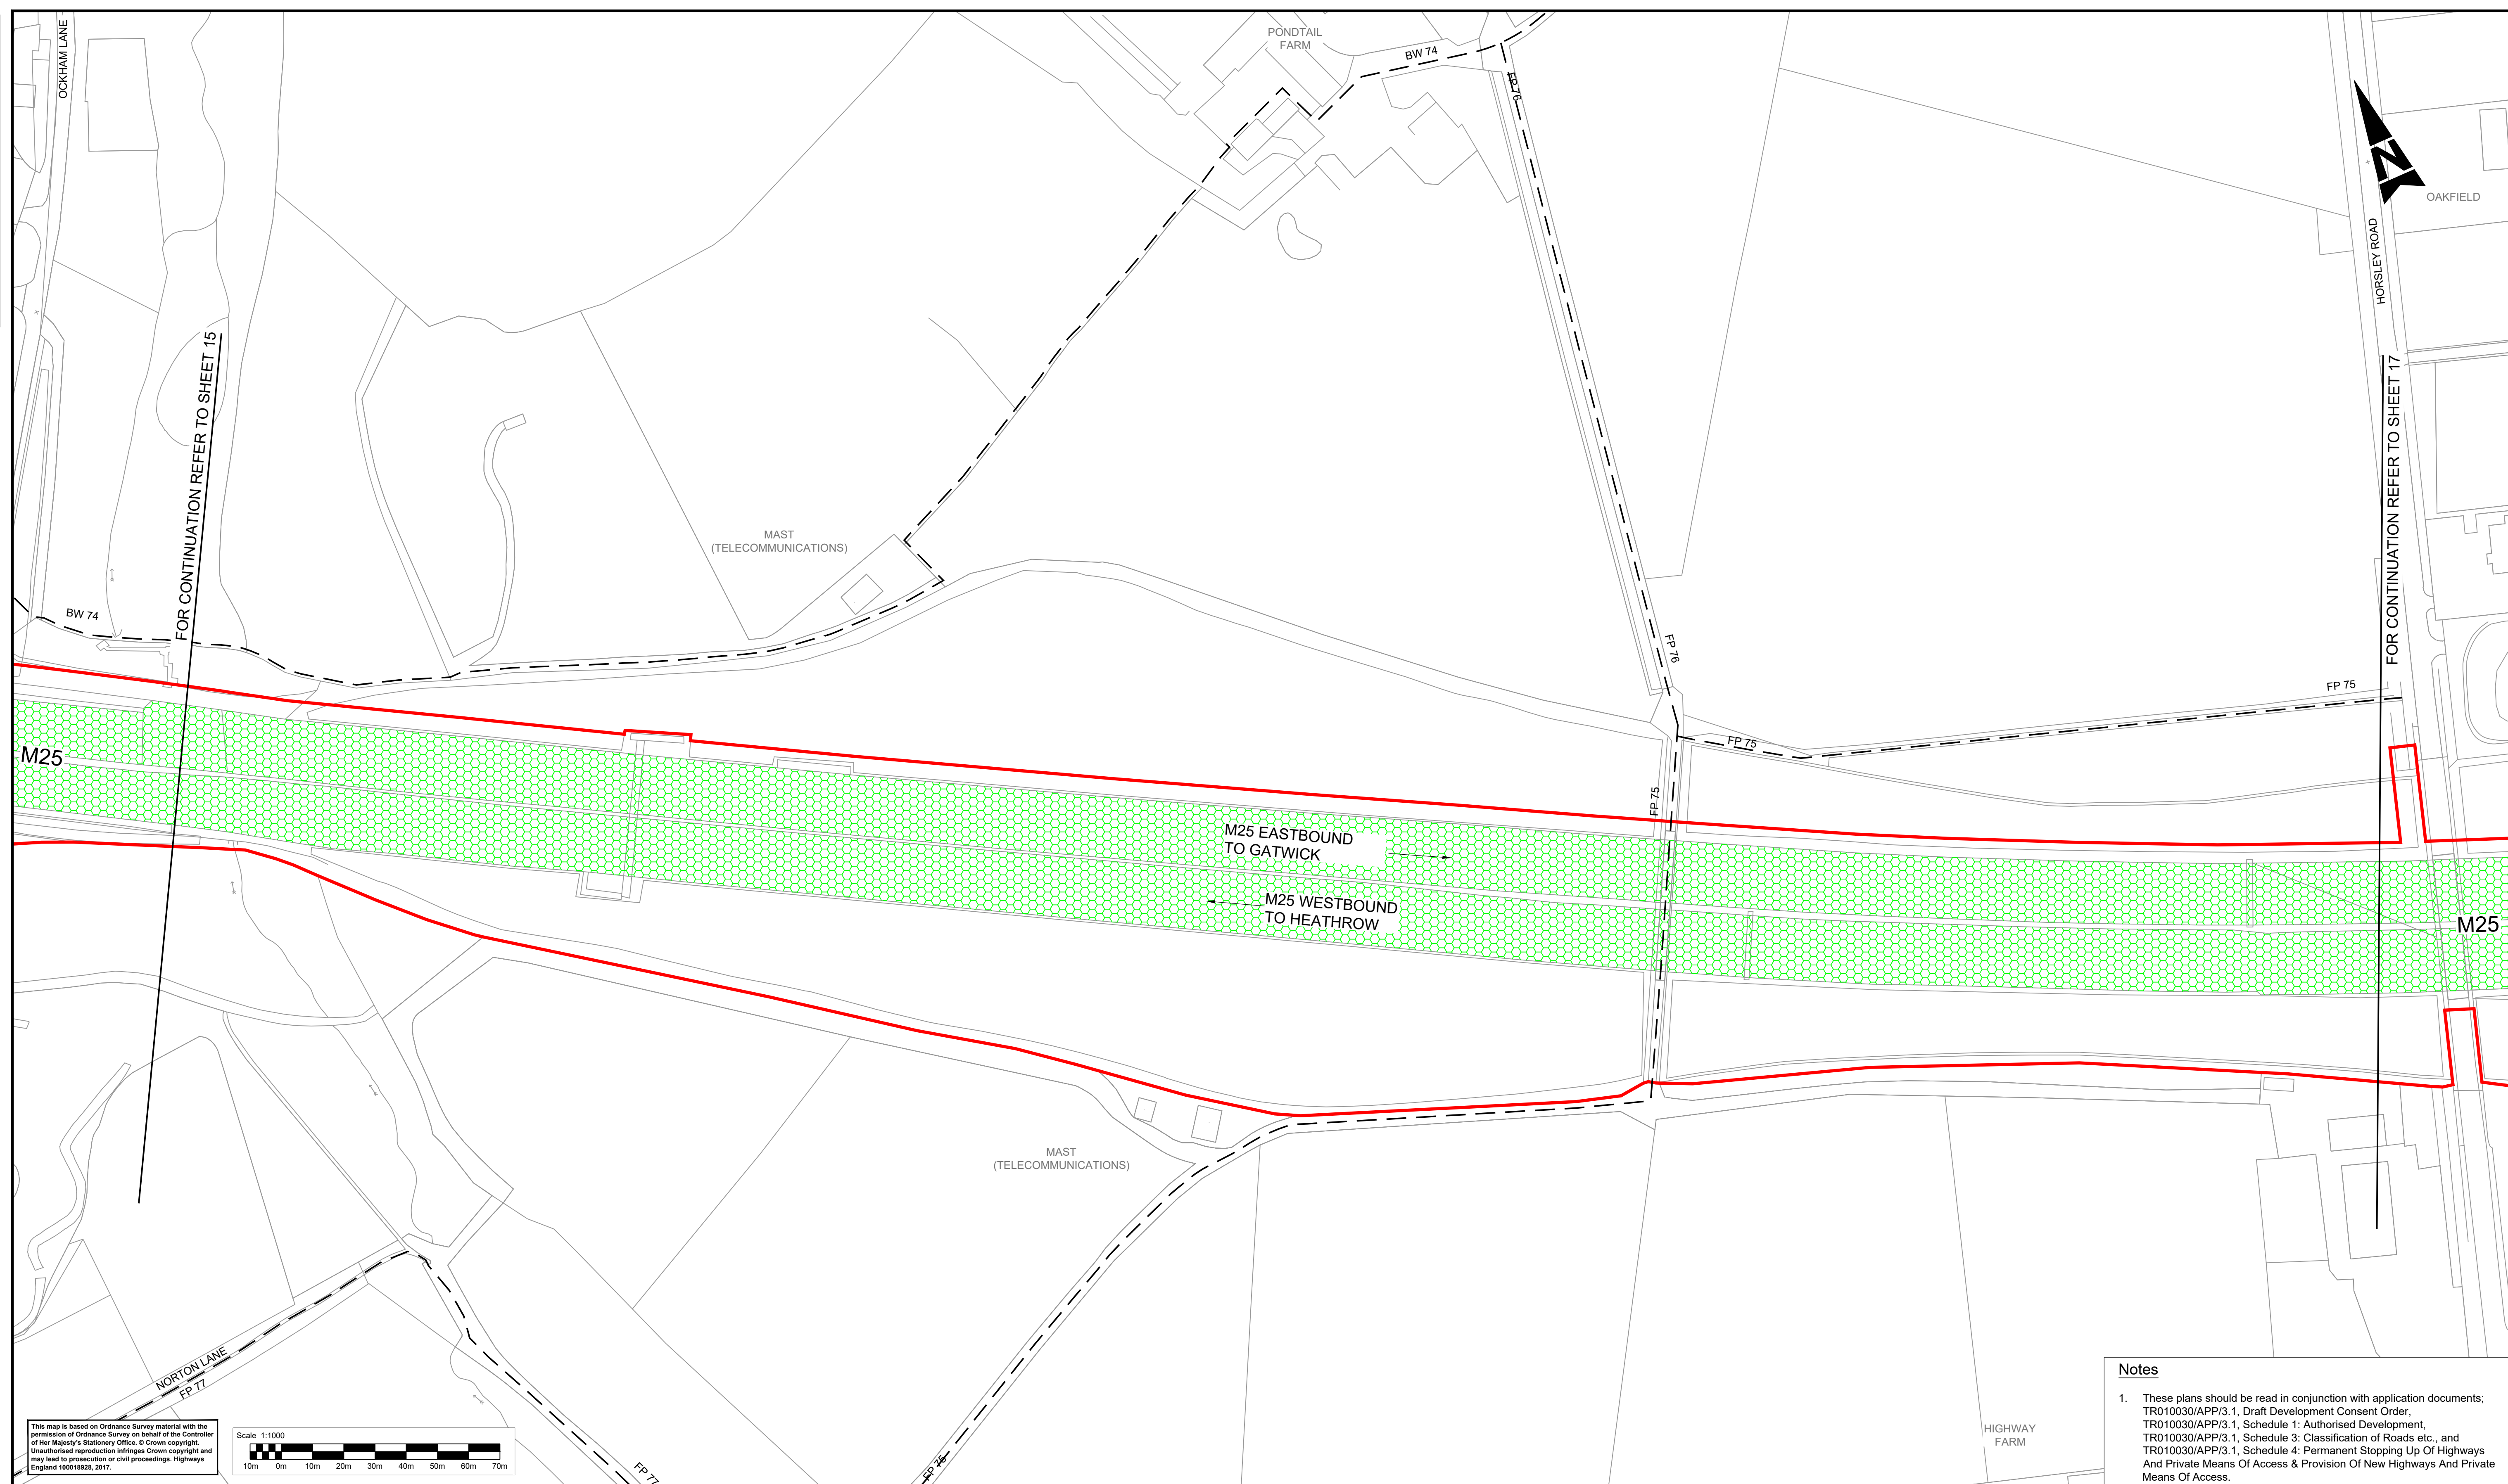 OCKHAM LANE
PONDTAIL
FARM
BW 74
FP 76
N
OAKFIELD
HORSLEY ROAD
FOR CONTINUATION REFER TO SHEET 15
FOR CONTINUATION REFER TO SHEET 17
MAST
(TELECOMMUNICATIONS)
BW 74
FP 76
FP 75
FP 75
M25
FP 75
M25 EASTBOUND
TO GATWICK
M25 WESTBOUND
TO HEATHROW
M25
MAST
(TELECOMMUNICATIONS)
NORTON LANE
FP 77
FP 77
FP 76
HIGHWAY
FARM
This map is based on Ordnance Survey material with the
permission of Ordnance Survey on behalf of the Controller
of Her Majesty's Stationery Office. © Crown copyright.
Unauthorised reproduction infringes Crown copyright and
may lead to prosecution or civil proceedings. Highways
England 100018928, 2017.
Scale 1:1000
10m 0m 10m 20m 30m 40m 50m 60m 70m
Notes
1. These plans should be read in conjunction with application documents;
TR010030/APP/3.1, Draft Development Consent Order,
TR010030/APP/3.1, Schedule 1: Authorised Development,
TR010030/APP/3.1, Schedule 3: Classification of Roads etc., and
TR010030/APP/3.1, Schedule 4: Permanent Stopping Up Of Highways
And Private Means Of Access & Provision Of New Highways And Private
Means Of Access.